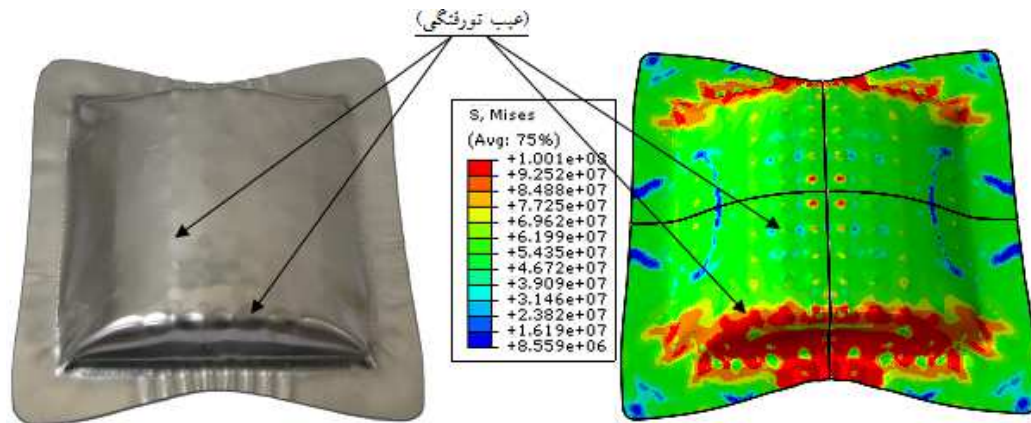 (عیب تورفتگی)
S, Mises
(Avg: 75%)
+1.001e+08
+9.252e+07
+8.488e+07
+7.725e+07
+6.962e+07
+6.199e+07
+5.435e+07
+4.672e+07
+3.909e+07
+3.146e+07
+2.382e+07
+1.619e+07
+8.559e+06